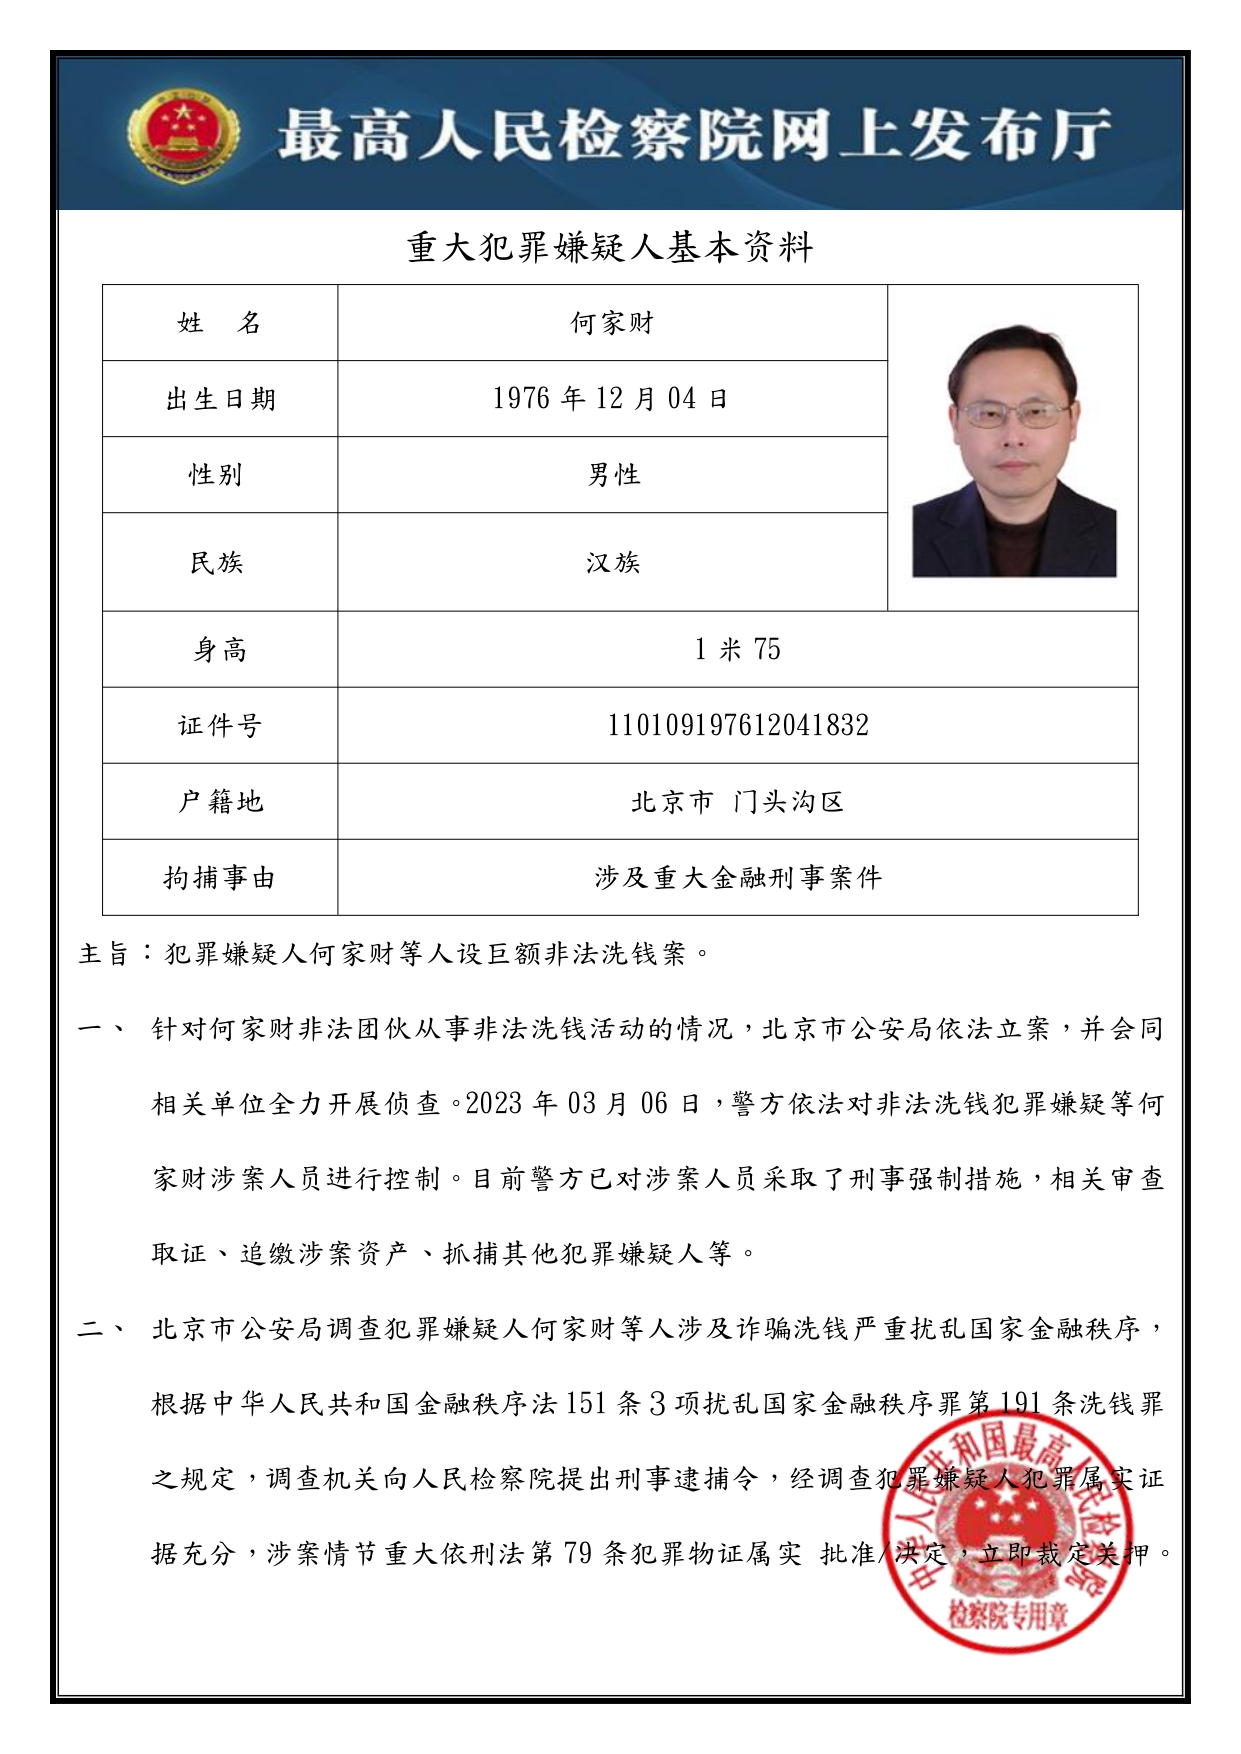 最高人民检察院网上发布厅
重大犯罪嫌疑人基本资料
姓 名 何家财
出生日期 1976 年 12 月 04 日
性别 男性
民族 汉族
身高 1 米 75
证件号 110109197612041832
户籍地 北京市 门头沟区
拘捕事由 涉及重大金融刑事案件
主旨：犯罪嫌疑人何家财等人设巨额非法洗钱案。
一、 针对何家财非法团伙从事非法洗钱活动的情况，北京市公安局依法立案，并会同
相关单位全力开展侦查。2023 年 03 月 06 日，警方依法对非法洗钱犯罪嫌疑等何
家财涉案人员进行控制。目前警方已对涉案人员采取了刑事强制措施，相关审查
取证、追缴涉案资产、抓捕其他犯罪嫌疑人等。
二、 北京市公安局调查犯罪嫌疑人何家财等人涉及诈骗洗钱严重扰乱国家金融秩序，
根据中华人民共和国金融秩序法 151 条 3 项扰乱国家金融秩序罪第 191 条洗钱罪
之规定，调查机关向人民检察院提出刑事逮捕令，经调查犯罪嫌疑人犯罪属实证
据充分，涉案情节重大依刑法第 79 条犯罪物证属实 批准/决定，立即裁定关押。
中华人民共和国最高人民检察院
检察院专用章